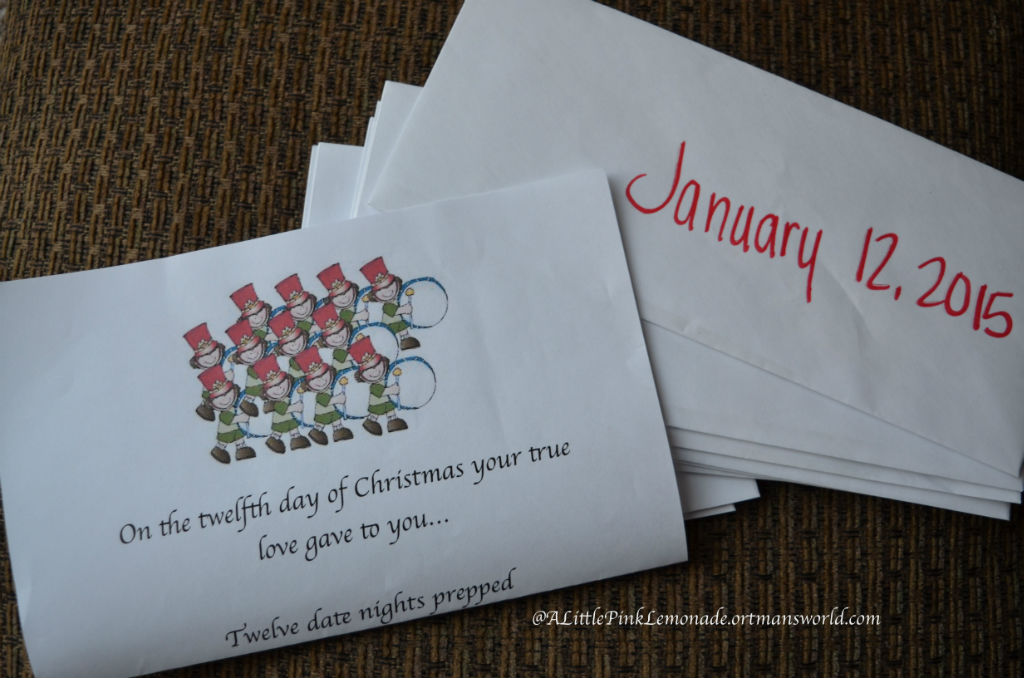 January 12, 2015
On the twelfth day of Christmas your true
love gave to you...
Twelve date nights prepped
@ALittlePinkLemonade.ortmansworld.com